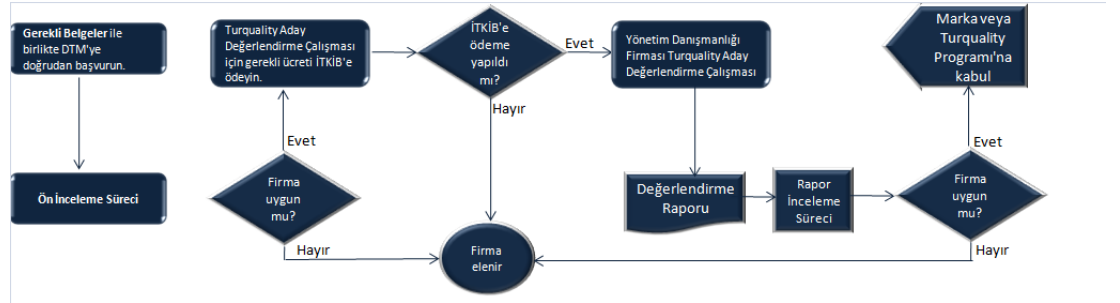 Gerekli Belgeler ile
birlikte DTM'ye
doğrudan başvurun.
Ön İnceleme Süreci
Turquality Aday
Değerlendirme Çalışması
için gerekli ücreti İTKİB'e
ödeyin.
Evet
Firma
uygun
mu?
Hayır
İTKİB'e
ödeme
yapıldı
mı?
Evet
Hayır
Firma
elenir
Yönetim Danışmanlığı
Firması Turquality Aday
Değerlendirme Çalışması
Değerlendirme
Raporu
Rapor
İnceleme
Süreci
Firma
uygun
mu?
Evet
Hayır
Marka veya
Turquality
Programı'na
kabul